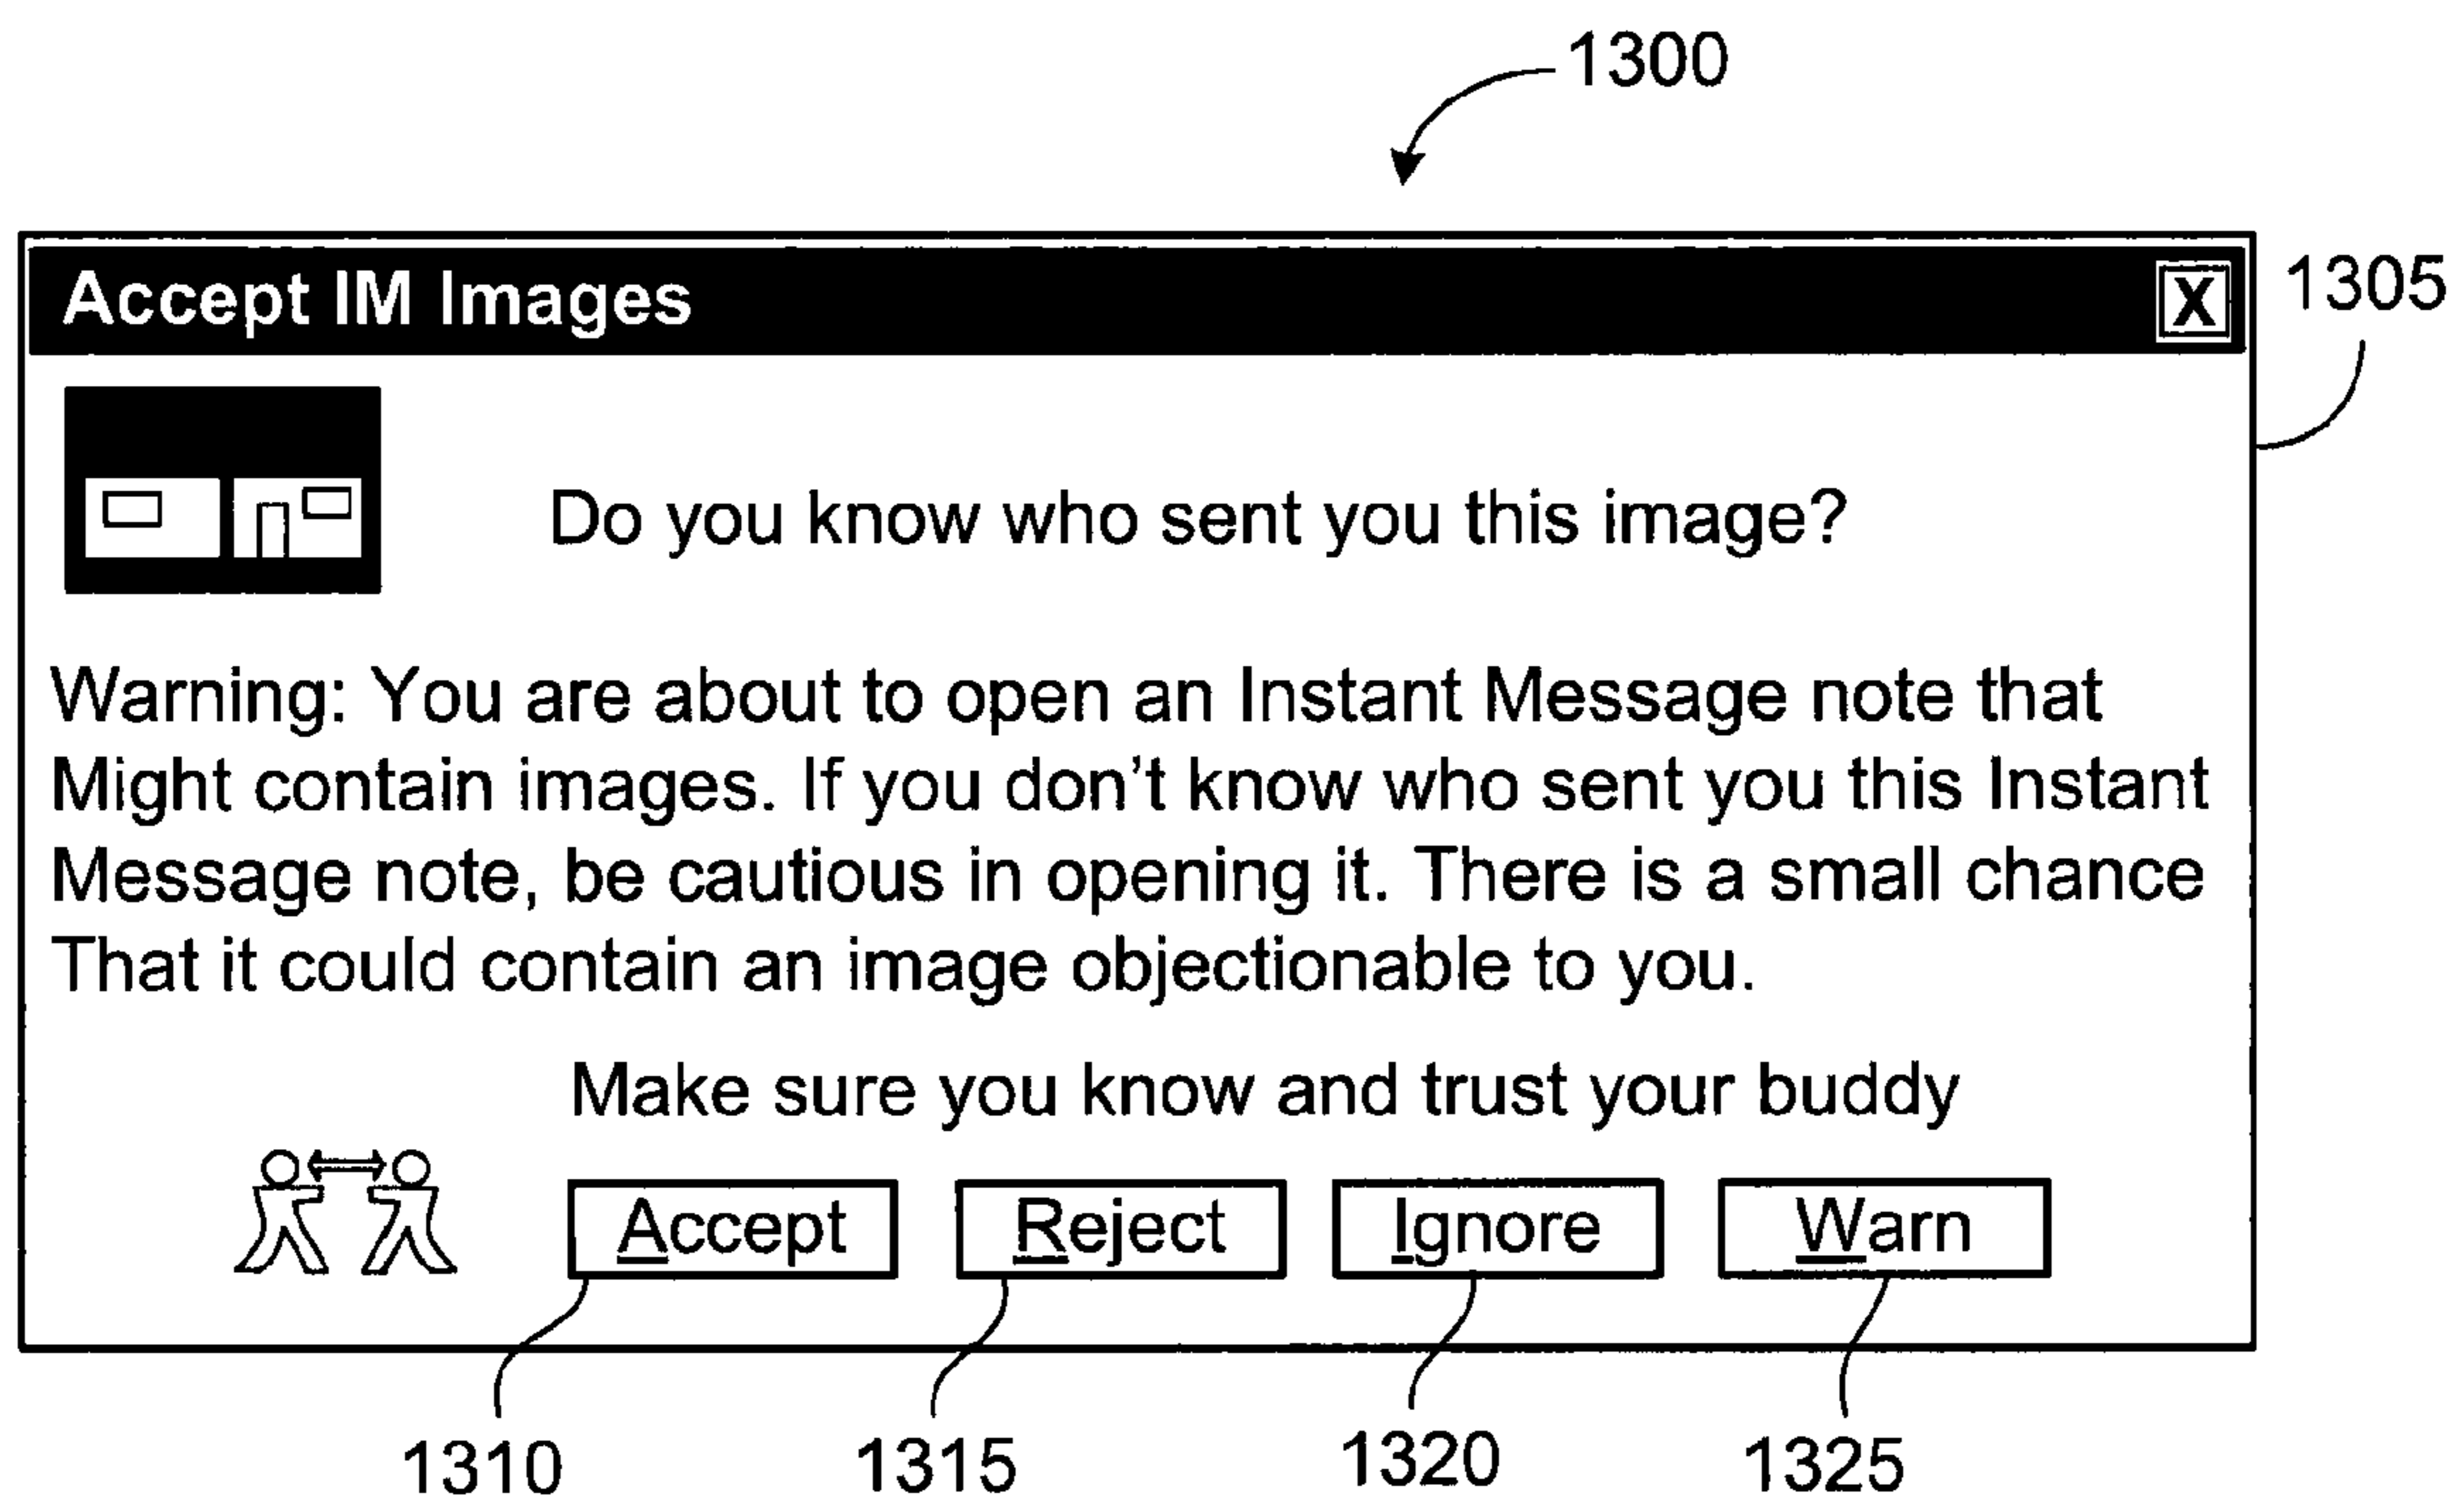 1300
Accept IM Images
X
1305
Do you know who sent you this image?
Warning: You are about to open an Instant Message note that
Might contain images. If you don't know who sent you this Instant
Message note, be cautious in opening it. There is a small chance
That it could contain an image objectionable to you.
Make sure you know and trust your buddy
Accept Reject Ignore Warn
1310 1315 1320 1325